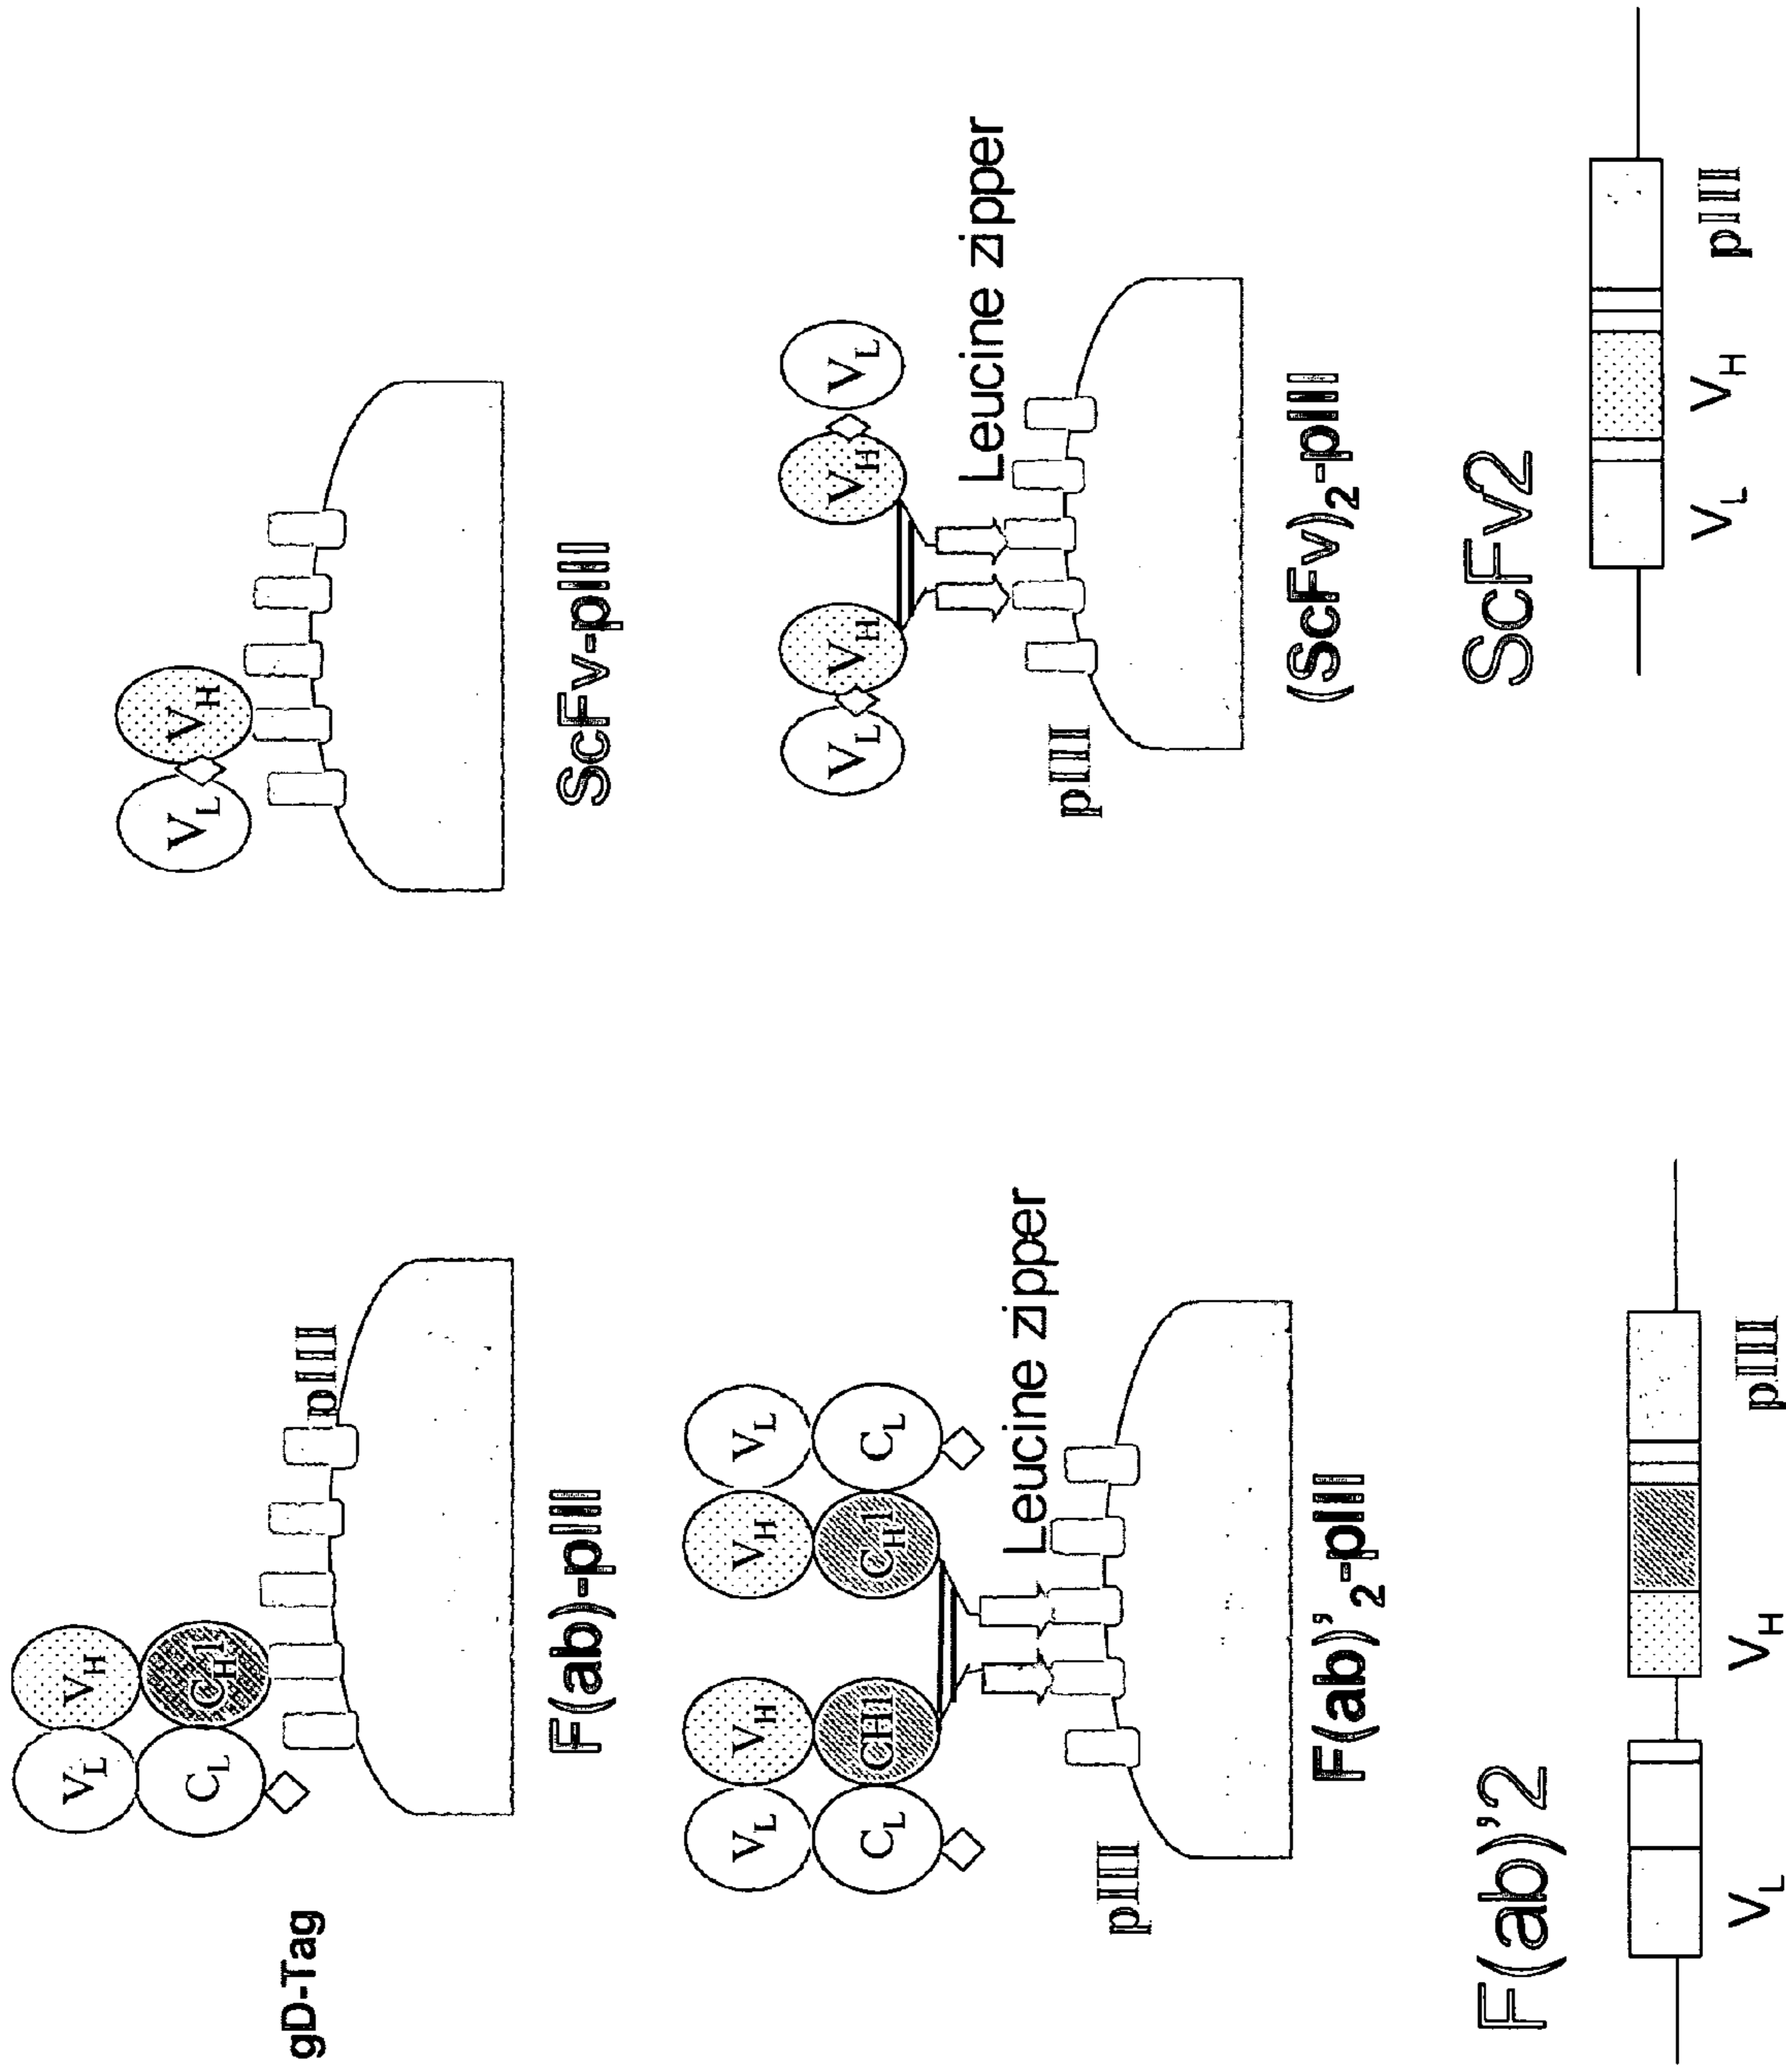 V_L V_H
C_L C_H1
gD-Tag
pIII
F(ab)-pIII
V_L V_H V_H V_L
C_L CH1 C_H1 C_L
Leucine zipper
pIII
F(ab)'_2-pIII
F(ab)'2
V_L V_H pIII
V_L V_H
ScFv-pIII
V_L V_H V_H V_L
Leucine zipper
pIII
(ScFv)_2-pIII
ScFv2
V_L V_H pIII